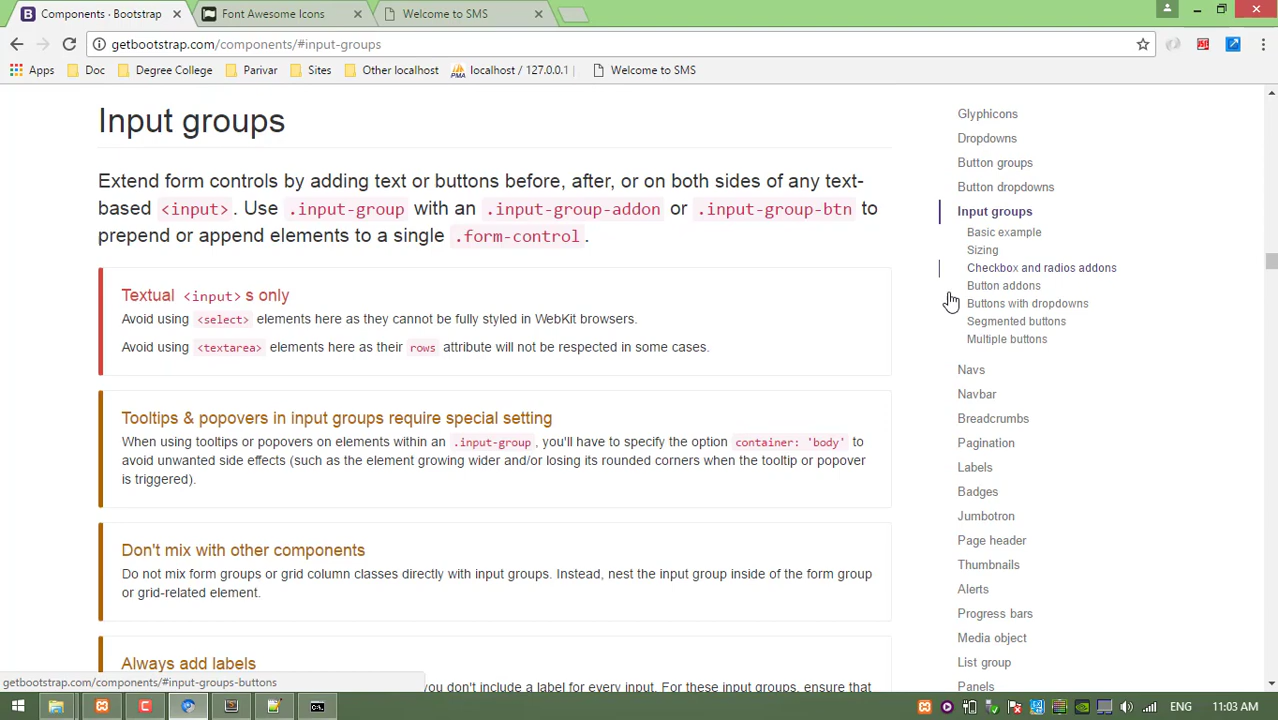 Components · Bootstrap
Font Awesome Icons
Welcome to SMS
getbootstrap.com/components/#input-groups
Apps
Doc
Degree College
Parivar
Sites
Other localhost
PMA
localhost / 127.0.0.1
Welcome to SMS
Input groups
Extend form controls by adding text or buttons before, after, or on both sides of any text-
based <input>. Use .input-group with an .input-group-addon or .input-group-btn to
prepend or append elements to a single .form-control.
Textual <input>s only
Avoid using <select> elements here as they cannot be fully styled in WebKit browsers.
Avoid using <textarea> elements here as their rows attribute will not be respected in some cases.
Tooltips & popovers in input groups require special setting
When using tooltips or popovers on elements within an .input-group, you'll have to specify the option container: 'body' to
avoid unwanted side effects (such as the element growing wider and/or losing its rounded corners when the tooltip or popover
is triggered).
Don't mix with other components
Do not mix form groups or grid column classes directly with input groups. Instead, nest the input group inside of the form group
or grid-related element.
Always add labels
you don't include a label for every input. For these input groups, ensure that
Glyphicons
Dropdowns
Button groups
Button dropdowns
Input groups
Basic example
Sizing
Checkbox and radios addons
Button addons
Buttons with dropdowns
Segmented buttons
Multiple buttons
Navs
Navbar
Breadcrumbs
Pagination
Labels
Badges
Jumbotron
Page header
Thumbnails
Alerts
Progress bars
Media object
List group
Panels
getbootstrap.com/components/#input-groups-buttons
ENG
11:03 AM